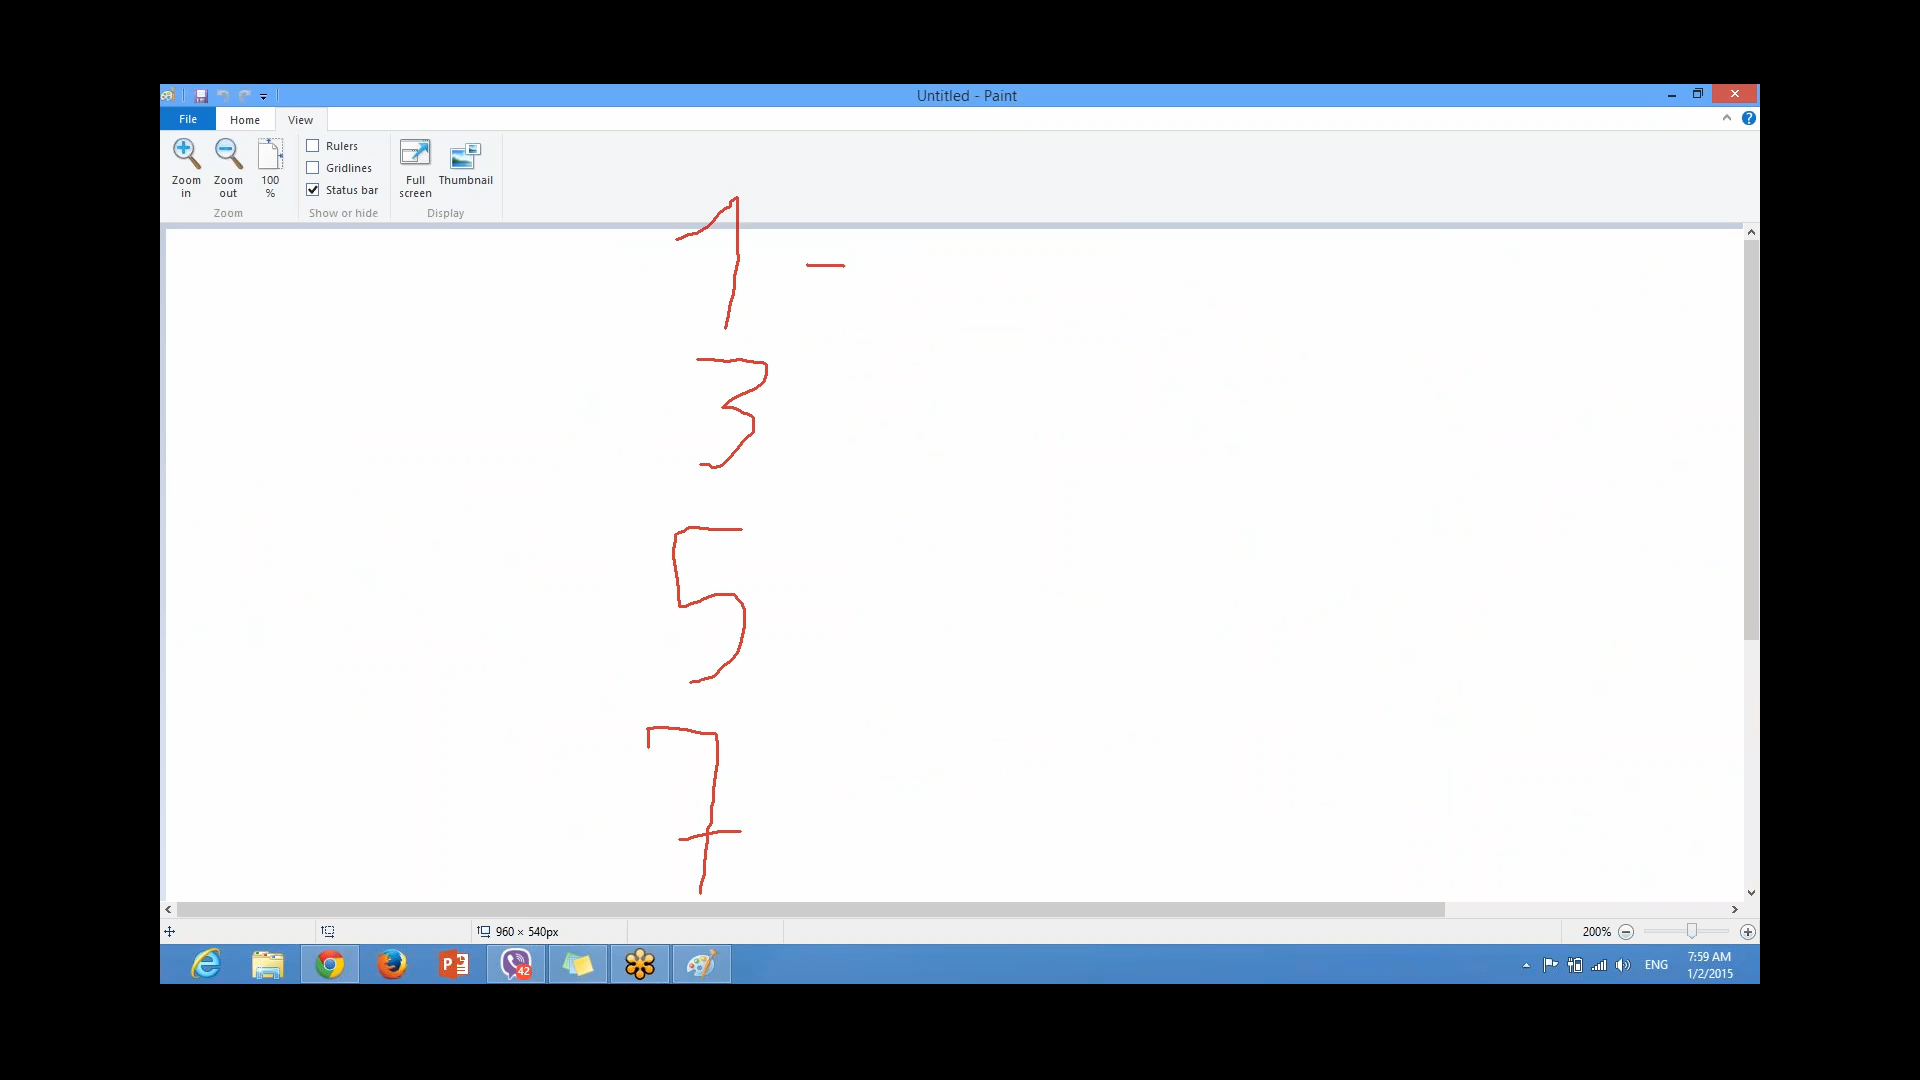 Untitled - Paint
File Home View
Zoom in Zoom out 100 % Rulers Gridlines Status bar Full screen Thumbnail
Zoom Show or hide Display
1 -
3
5
7
960 × 540px 200%
42 ENG 7:59 AM
1/2/2015